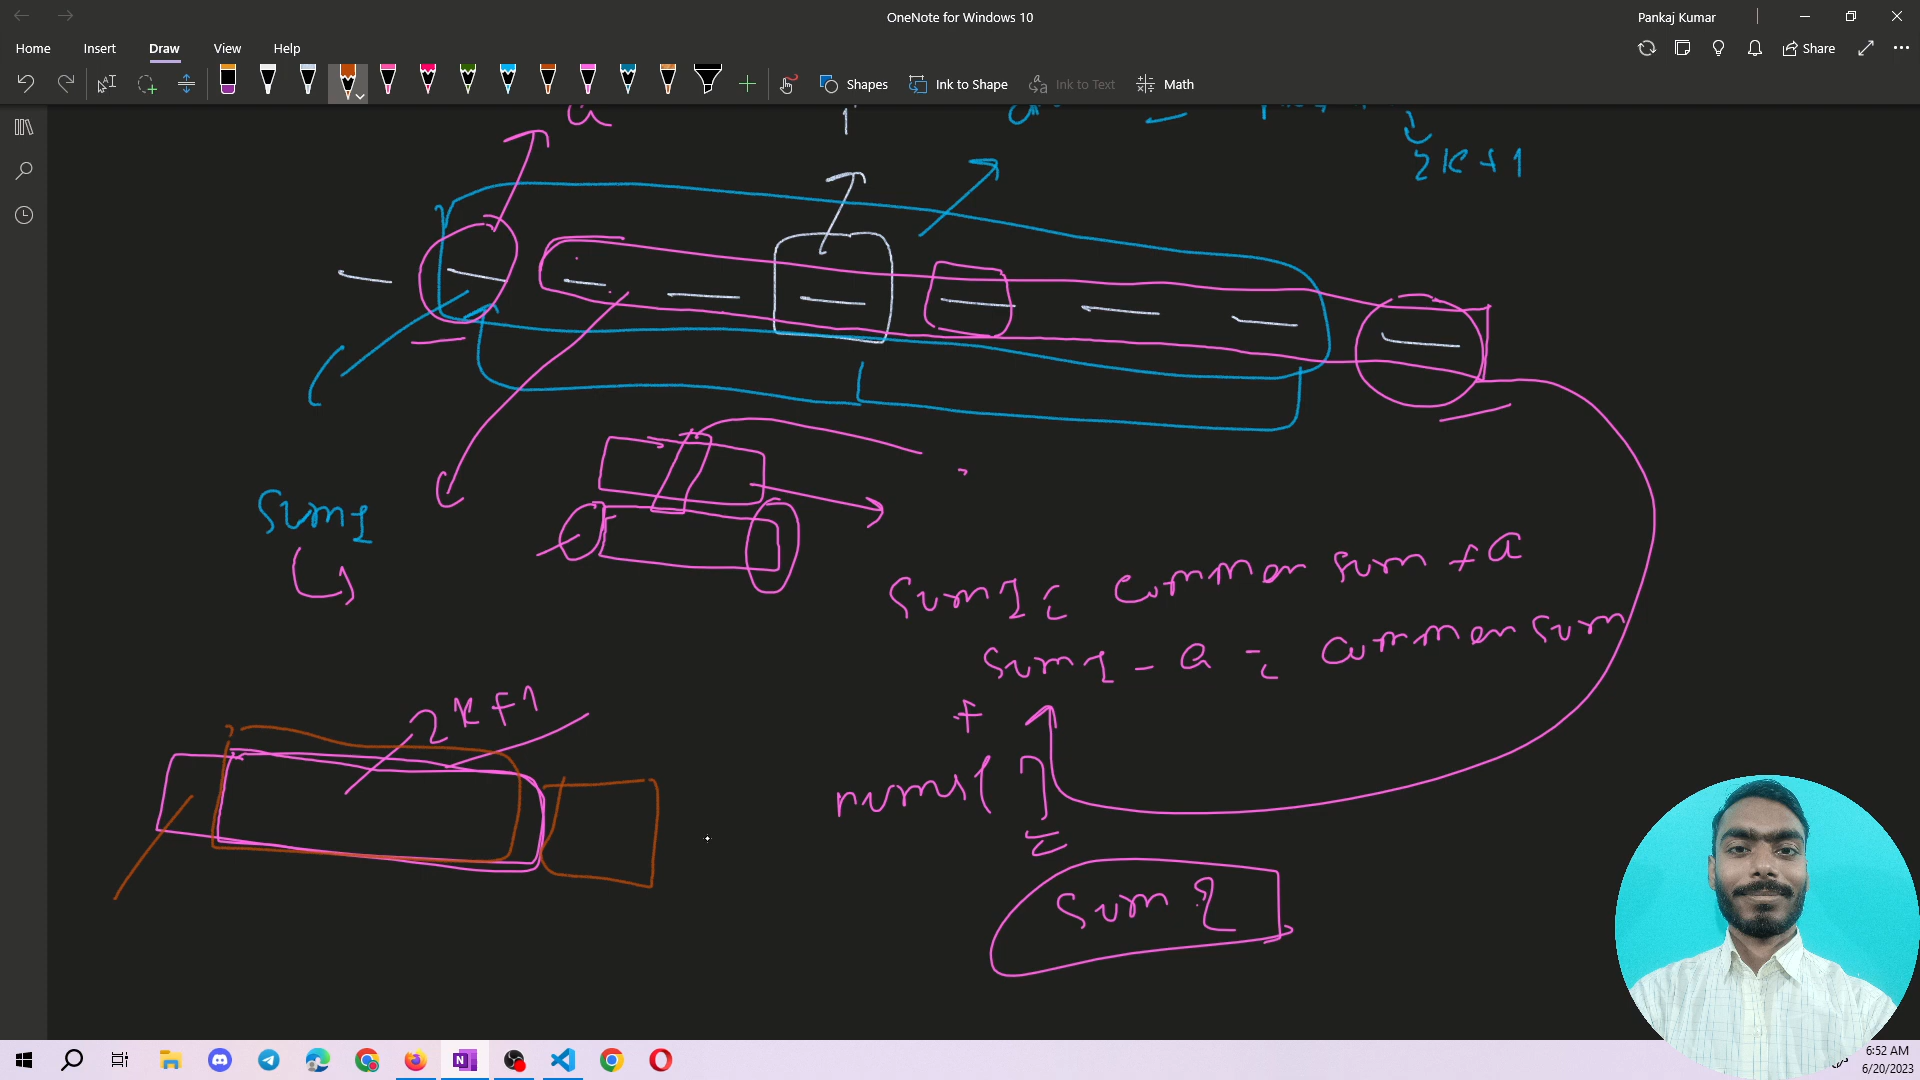 OneNote for Windows 10
Pankaj Kumar
Home Insert Draw View Help
Share
Shapes Ink to Shape Ink to Text Math
a
2k+1
sum1
sum1 = common sum + a
sum1 - a = common sum
+
nums[ ]
sum 2
2k+1
6:52 AM
6/20/2023